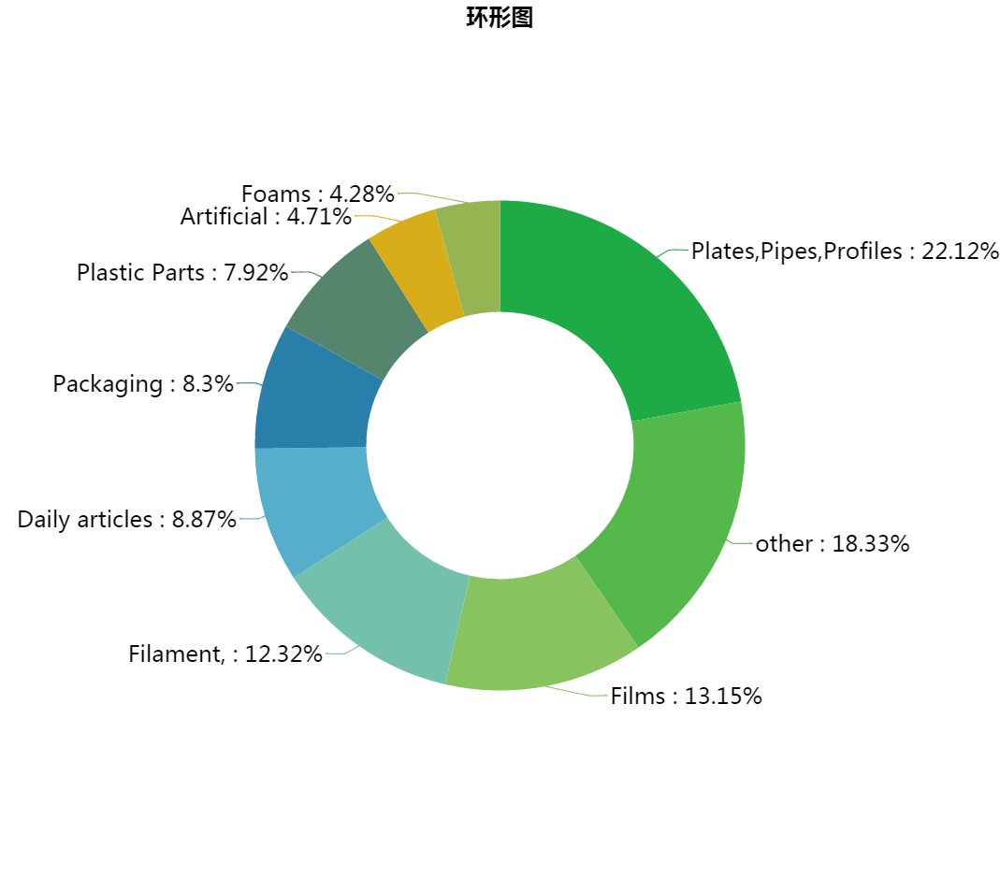 环形图
Foams : 4.28%
Artificial : 4.71%
Plates,Pipes,Profiles : 22.12%
Plastic Parts : 7.92%
Packaging : 8.3%
Daily articles : 8.87%
other : 18.33%
Filament, : 12.32%
Films : 13.15%